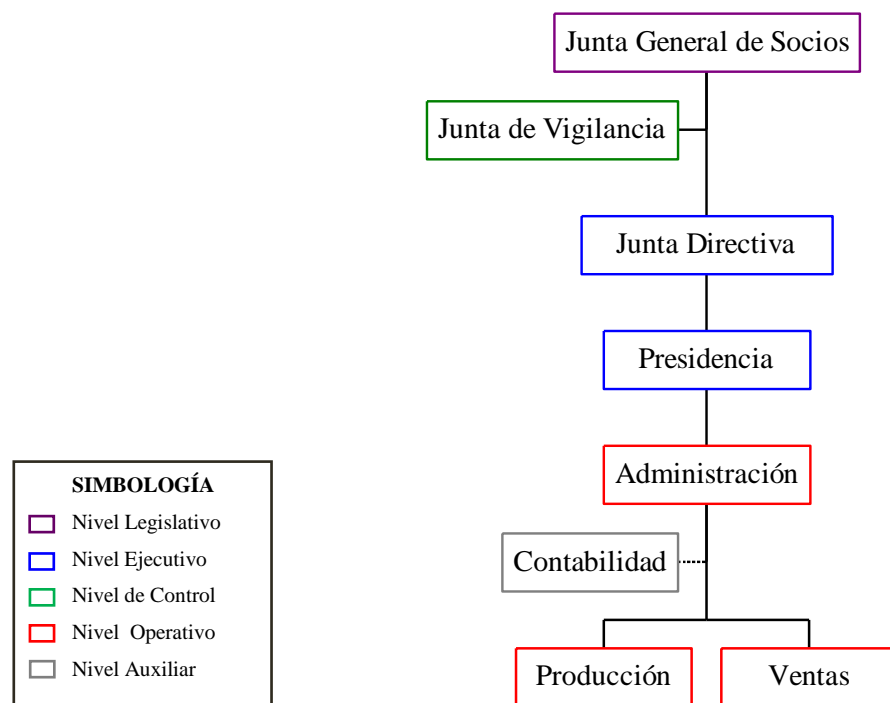 Junta General de Socios
Junta de Vigilancia
Junta Directiva
Presidencia
Administración
Contabilidad
Producción
Ventas
SIMBOLOGÍA
Nivel Legislativo
Nivel Ejecutivo
Nivel de Control
Nivel Operativo
Nivel Auxiliar